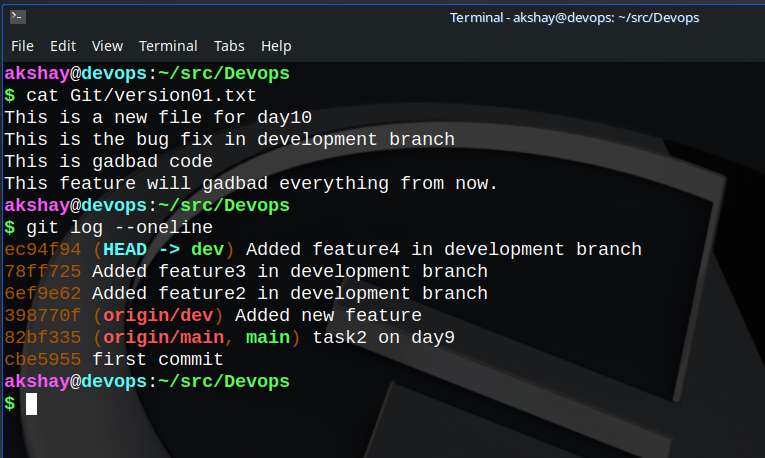 Terminal - akshay@devops: ~/src/Devops
File Edit View Terminal Tabs Help
akshay@devops:~/src/Devops
$ cat Git/version01.txt
This is a new file for day10
This is the bug fix in development branch
This is gadbad code
This feature will gadbad everything from now.
akshay@devops:~/src/Devops
$ git log --oneline
ec94f94 (HEAD -> dev) Added feature4 in development branch
78ff725 Added feature3 in development branch
6ef9e62 Added feature2 in development branch
398770f (origin/dev) Added new feature
82bf335 (origin/main, main) task2 on day9
cbe5955 first commit
akshay@devops:~/src/Devops
$